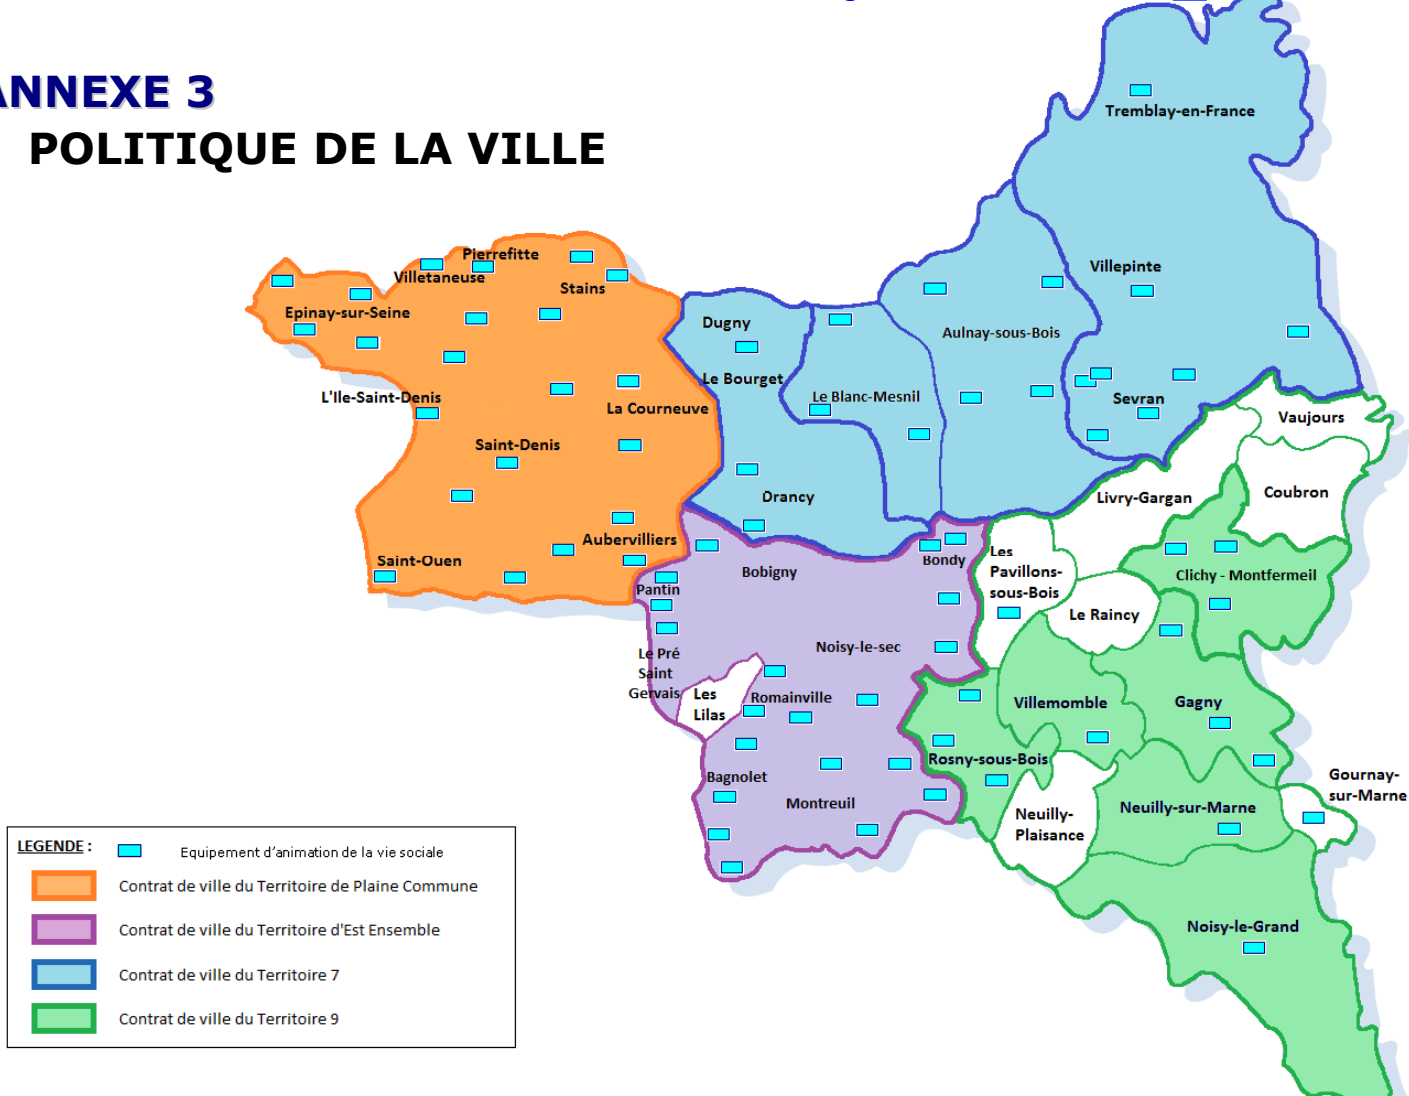 ANNEXE 3
POLITIQUE DE LA VILLE
Tremblay-en-France
Pierrefitte
Villetaneuse
Stains
Epinay-sur-Seine
Villepinte
Dugny
Aulnay-sous-Bois
Le Bourget
L'Ile-Saint-Denis
La Courneuve
Le Blanc-Mesnil
Sevran
Vaujours
Saint-Denis
Drancy
Livry-Gargan
Coubron
Aubervilliers
Saint-Ouen
Bobigny
Bondy
Les
Pavillons-
sous-Bois
Clichy - Montfermeil
Pantin
Le Raincy
Noisy-le-sec
Le Pré
Saint
Gervais
Les
Lilas
Romainville
Villemomble
Gagny
Rosny-sous-Bois
Bagnolet
Montreuil
Neuilly-
Plaisance
Neuilly-sur-Marne
Gournay-
sur-Marne
Noisy-le-Grand
LEGENDE :
Equipement d'animation de la vie sociale
Contrat de ville du Territoire de Plaine Commune
Contrat de ville du Territoire d'Est Ensemble
Contrat de ville du Territoire 7
Contrat de ville du Territoire 9